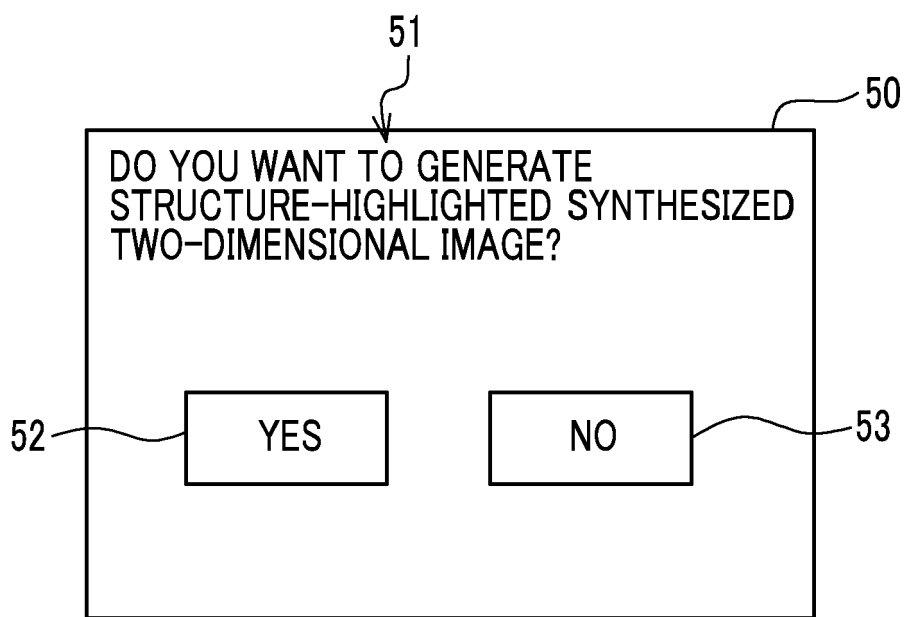 51
50
DO YOU WANT TO GENERATE
STRUCTURE-HIGHLIGHTED SYNTHESIZED
TWO-DIMENSIONAL IMAGE?
52 YES NO 53